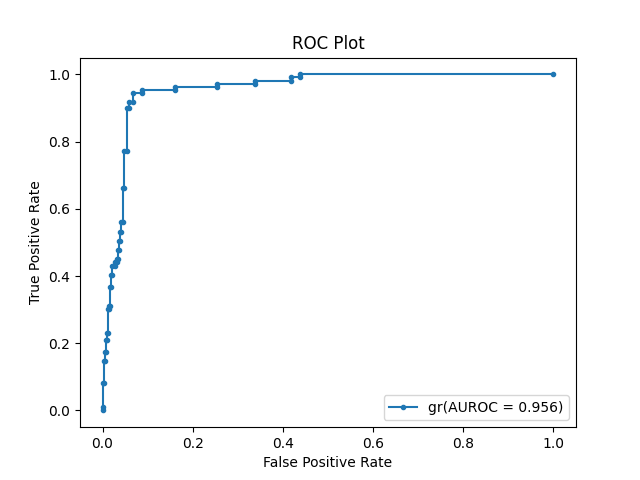 ROC Plot
True Positive Rate
1.0
0.8
0.6
0.4
0.2
0.0
gr(AUROC = 0.956)
0.0 0.2 0.4 0.6 0.8 1.0
False Positive Rate